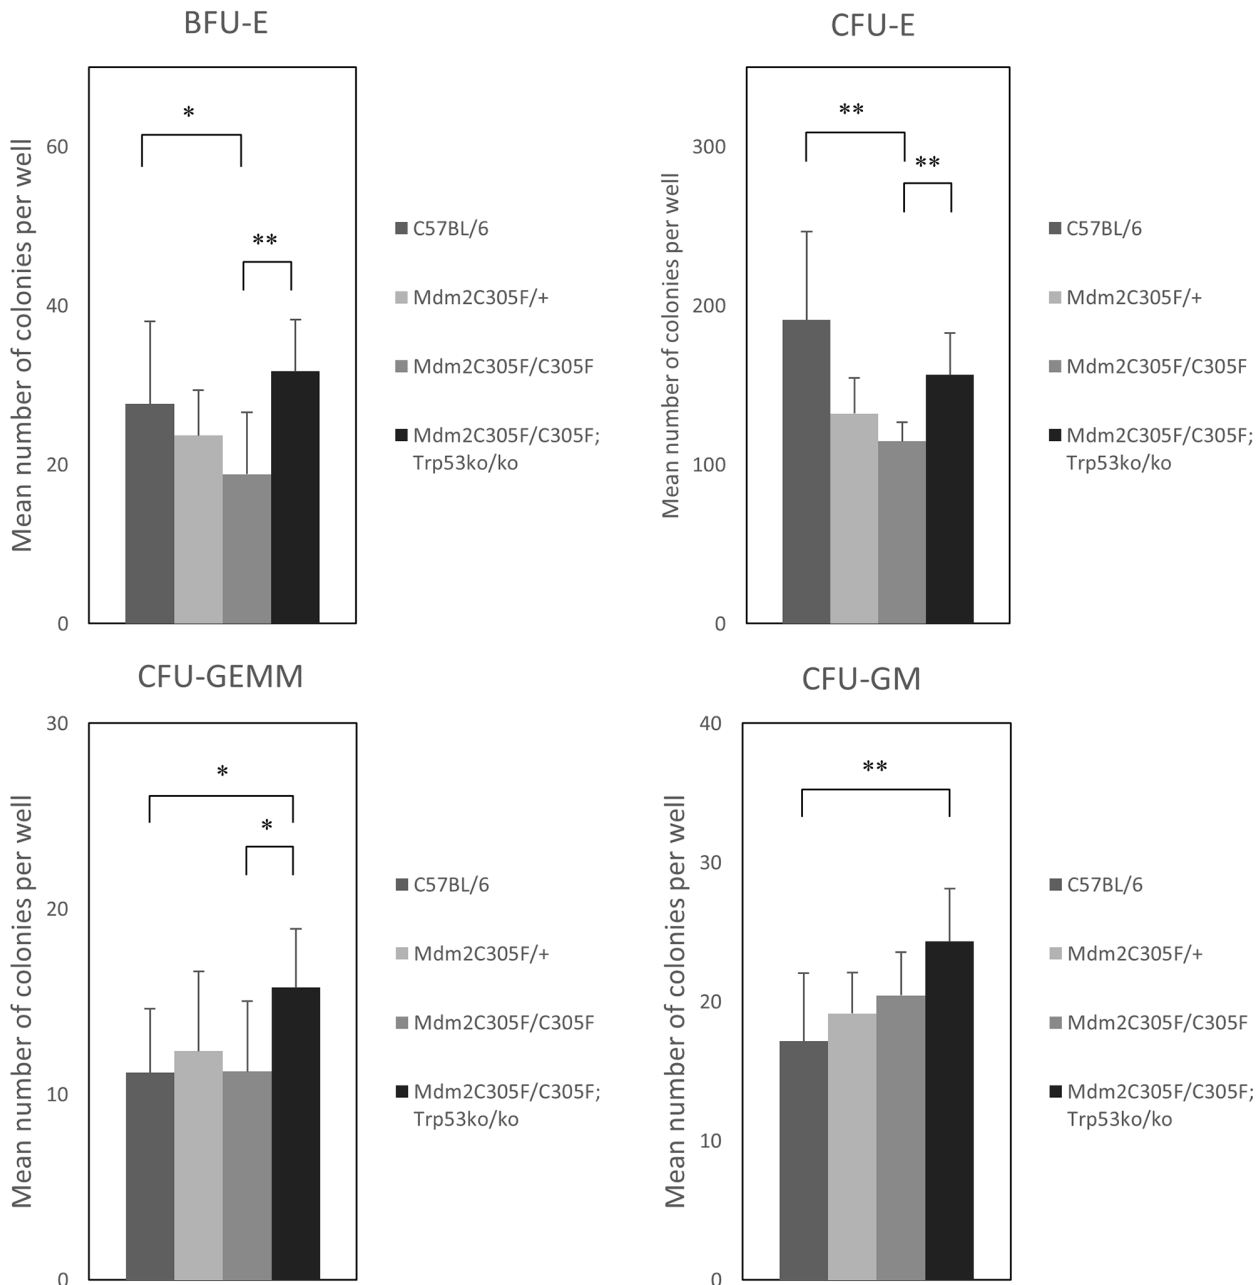 BFU-E
Mean number of colonies per well
60
40
20
0
*
**
C57BL/6
Mdm2C305F/+
Mdm2C305F/C305F
Mdm2C305F/C305F;
Trp53ko/ko
CFU-E
Mean number of colonies per well
300
200
100
0
**
**
C57BL/6
Mdm2C305F/+
Mdm2C305F/C305F
Mdm2C305F/C305F;
Trp53ko/ko
CFU-GEMM
Mean number of colonies per well
30
20
10
0
*
*
C57BL/6
Mdm2C305F/+
Mdm2C305F/C305F
Mdm2C305F/C305F;
Trp53ko/ko
CFU-GM
Mean number of colonies per well
40
30
20
10
0
**
C57BL/6
Mdm2C305F/+
Mdm2C305F/C305F
Mdm2C305F/C305F;
Trp53ko/ko